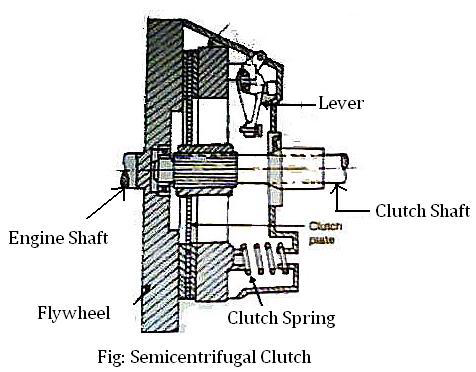 Lever
Clutch
plate
Clutch Shaft
Engine Shaft
Flywheel
Clutch Spring
Fig: Semicentrifugal Clutch